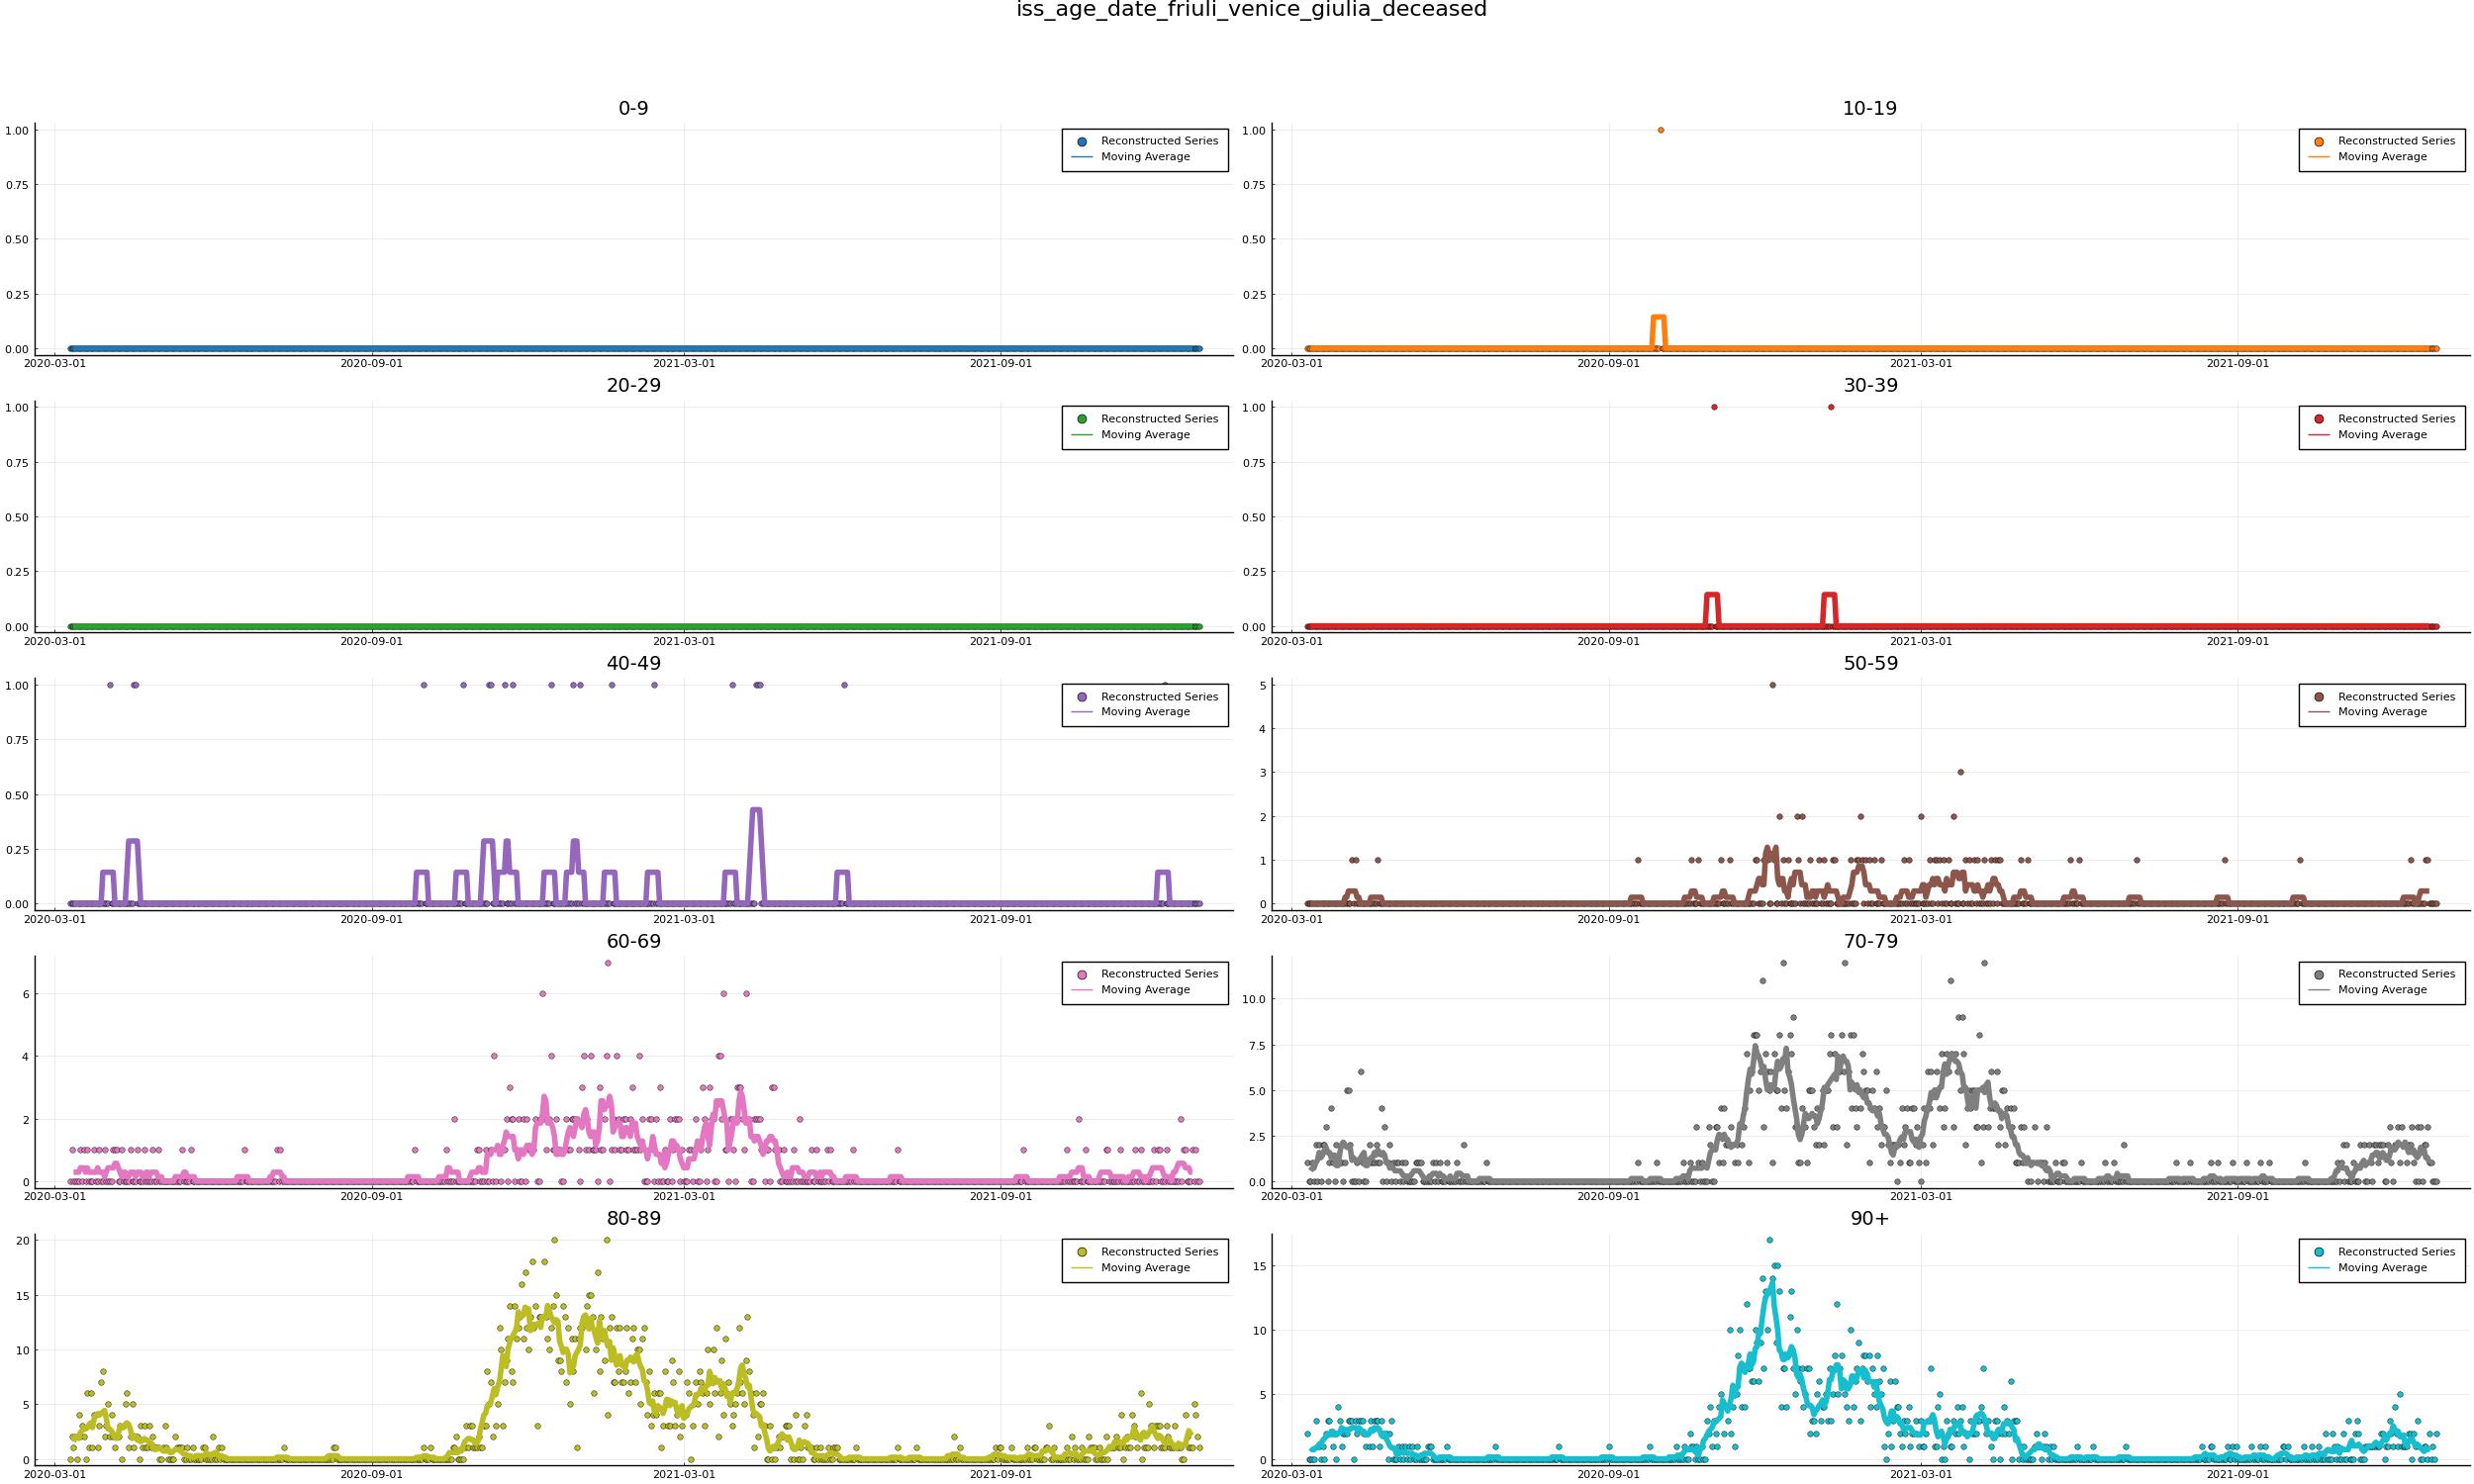 iss_age_date_friuli_venice_giulia_deceased
0-9
1.00
0.75
0.50
0.25
0.00
2020-03-01 2020-09-01 2021-03-01 2021-09-01
Reconstructed Series
Moving Average
10-19
1.00
0.75
0.50
0.25
0.00
2020-03-01 2020-09-01 2021-03-01 2021-09-01
Reconstructed Series
Moving Average
20-29
1.00
0.75
0.50
0.25
0.00
2020-03-01 2020-09-01 2021-03-01 2021-09-01
Reconstructed Series
Moving Average
30-39
1.00
0.75
0.50
0.25
0.00
2020-03-01 2020-09-01 2021-03-01 2021-09-01
Reconstructed Series
Moving Average
40-49
1.00
0.75
0.50
0.25
0.00
2020-03-01 2020-09-01 2021-03-01 2021-09-01
Reconstructed Series
Moving Average
50-59
5
4
3
2
1
0
2020-03-01 2020-09-01 2021-03-01 2021-09-01
Reconstructed Series
Moving Average
60-69
6
4
2
0
2020-03-01 2020-09-01 2021-03-01 2021-09-01
Reconstructed Series
Moving Average
70-79
10.0
7.5
5.0
2.5
0.0
2020-03-01 2020-09-01 2021-03-01 2021-09-01
Reconstructed Series
Moving Average
80-89
20
15
10
5
0
2020-03-01 2020-09-01 2021-03-01 2021-09-01
Reconstructed Series
Moving Average
90+
15
10
5
0
2020-03-01 2020-09-01 2021-03-01 2021-09-01
Reconstructed Series
Moving Average